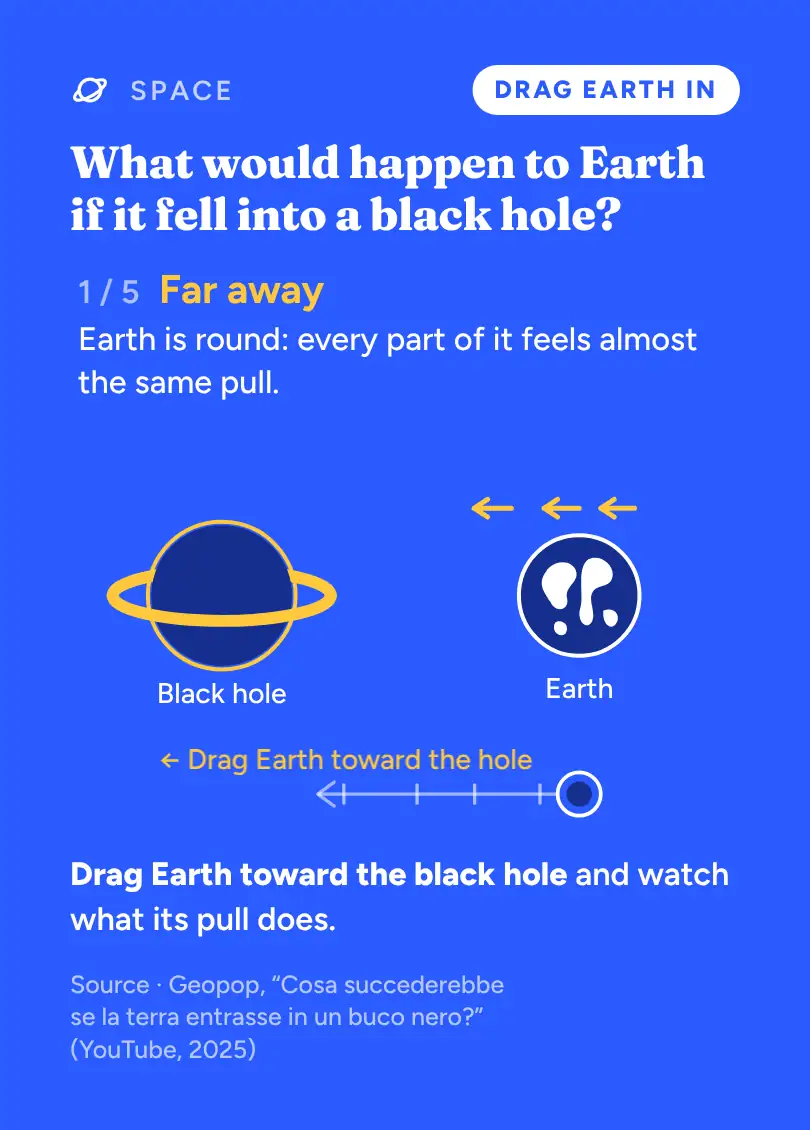 SPACE
DRAG EARTH IN
What would happen to Earth
if it fell into a black hole?
1 / 5 Far away
Earth is round: every part of it feels almost
the same pull.
Black hole
Earth
← Drag Earth toward the hole
Drag Earth toward the black hole and watch
what its pull does.
Source · Geopop, “Cosa succederebbe
se la terra entrasse in un buco nero?”
(YouTube, 2025)